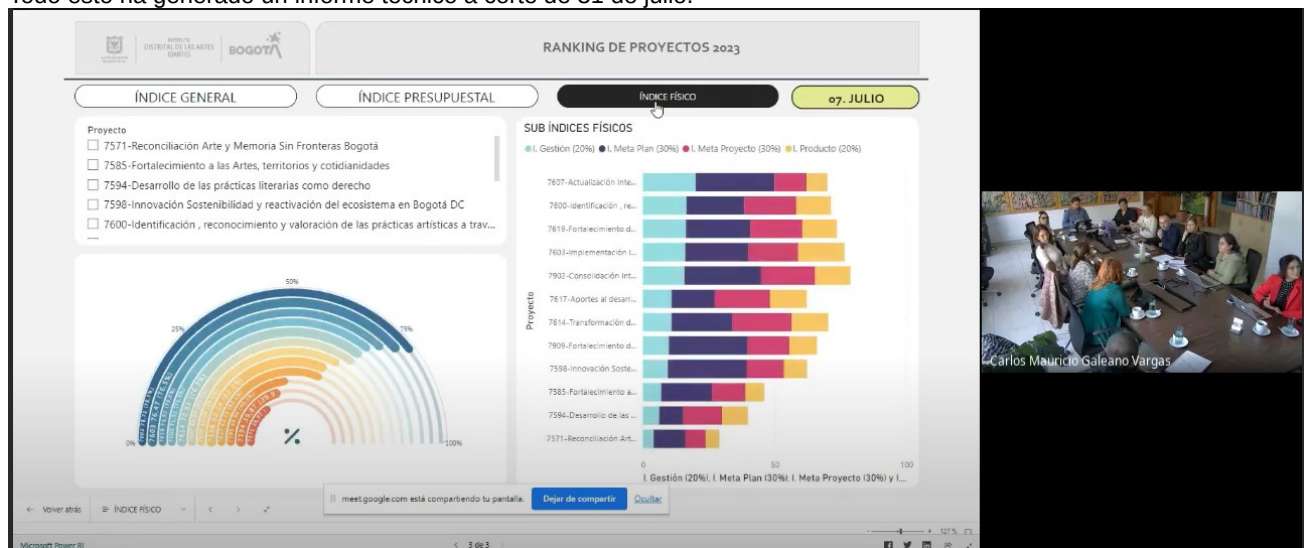 Todo esto ha generado un informe técnico a corte de 31 de julio.
INSTITUTO
DISTRITAL DE LAS ARTES
IDARTES
BOGOTÁ
RANKING DE PROYECTOS 2023
ÍNDICE GENERAL
ÍNDICE PRESUPUESTAL
ÍNDICE FÍSICO
07. JULIO
Proyecto
7571-Reconciliación Arte y Memoria Sin Fronteras Bogotá
7585-Fortalecimiento a las Artes, territorios y cotidianidades
7594-Desarrollo de las prácticas literarias como derecho
7598-Innovación Sostenibilidad y reactivación del ecosistema en Bogotá DC
7600-Identificación , reconocimiento y valoración de las prácticas artísticas a trav...
SUB ÍNDICES FÍSICOS
I. Gestión (20%) I. Meta Plan (30%) I. Meta Proyecto (30%) I. Producto (20%)
7607-Actualización Inte...
7600-Identificación , re...
7619-Fortalecimiento d...
7603-Implementación I...
7902-Consolidación Int...
7617-Aportes al desarr...
7614-Transformación d...
7909-Fortalecimiento d...
7598-Innovación Soste...
7585-Fortalecimiento a...
7594-Desarrollo de las ...
7571-Reconciliación Art...
Proyecto
0 50 100
I. Gestión (20%), I. Meta Plan (30%), I. Meta Proyecto (30%) y I....
50%
25%
75%
0%
100%
%
Carlos Mauricio Galeano Vargas
meet.google.com está compartiendo tu pantalla.
Dejar de compartir
Ocultar
Volver atrás
ÍNDICE FÍSICO
127 %
Microsoft Power BI
3 de 3